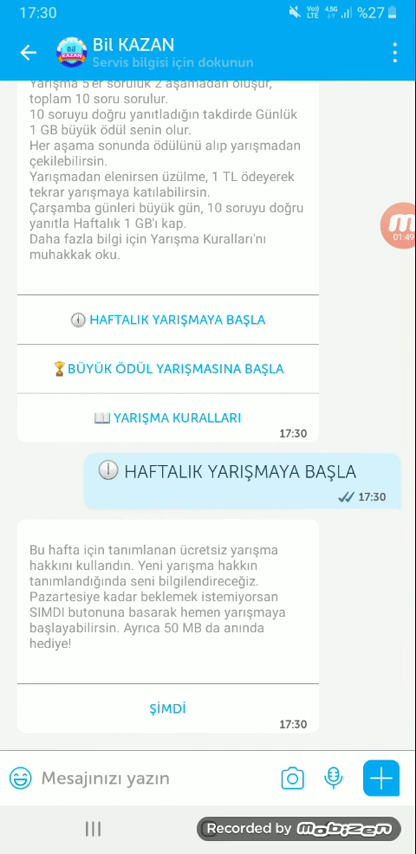 17:30
Vo)) LTE 4,5G %27
Bil KAZAN
Servis bilgisi için dokunun
Yarışma 5'er soruluk 2 aşamadan oluşur,
toplam 10 soru sorulur.
10 soruyu doğru yanıtladığın takdirde Günlük
1 GB büyük ödül senin olur.
Her aşama sonunda ödülünü alıp yarışmadan
çekilebilirsin.
Yarışmadan elenirsen üzülme, 1 TL ödeyerek
tekrar yarışmaya katılabilirsin.
Çarşamba günleri büyük gün, 10 soruyu doğru
yanıtla Haftalık 1 GB'ı kap.
Daha fazla bilgi için Yarışma Kuralları'nı
muhakkak oku.
01:49
HAFTALIK YARIŞMAYA BAŞLA
BÜYÜK ÖDÜL YARIŞMASINA BAŞLA
YARIŞMA KURALLARI
17:30
HAFTALIK YARIŞMAYA BAŞLA
17:30
Bu hafta için tanımlanan ücretsiz yarışma
hakkını kullandın. Yeni yarışma hakkın
tanımlandığında seni bilgilendireceğiz.
Pazartesiye kadar beklemek istemiyorsan
SIMDI butonuna basarak hemen yarışmaya
başlayabilirsin. Ayrıca 50 MB da anında
hediye!
ŞİMDİ
17:30
Mesajınızı yazın
Recorded by mobizen